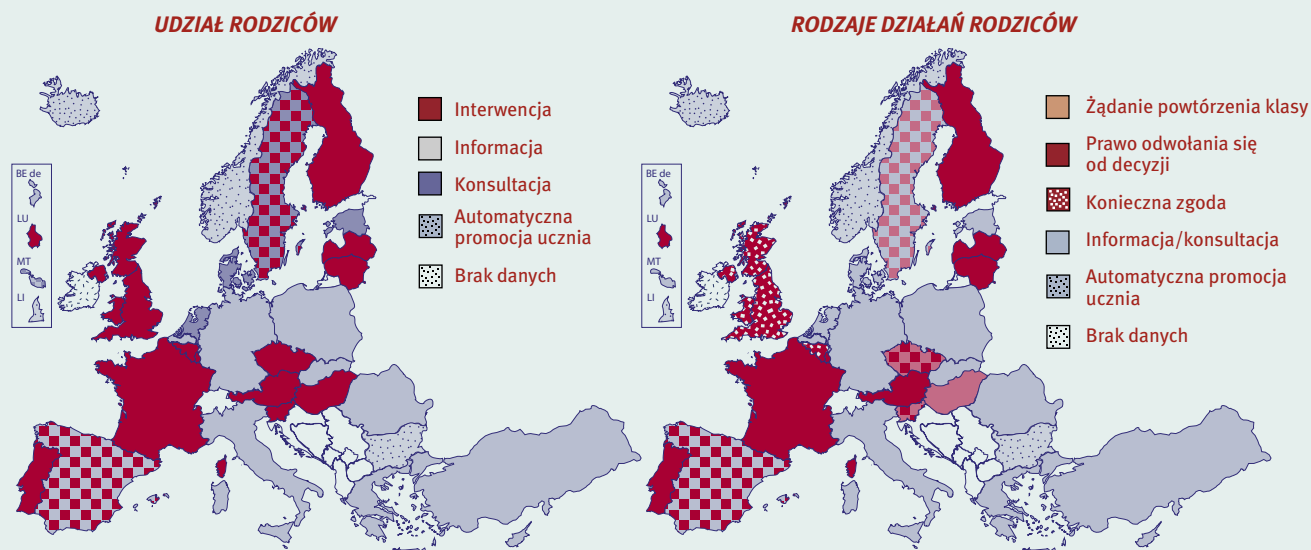 UDZIAŁ RODZICÓW
Interwencja
Informacja
Konsultacja
Automatyczna
promocja ucznia
Brak danych
BE de
LU
MT
LI
RODZAJE DZIAŁAŃ RODZICÓW
Żądanie powtórzenia klasy
Prawo odwołania się
od decyzji
Konieczna zgoda
Informacja/konsultacja
Automatyczna promocja
ucznia
Brak danych
BE de
LU
MT
LI